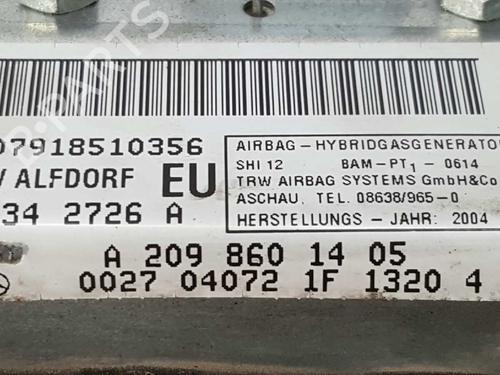 07918510356
ALFDORF EU
34 2726 A
AIRBAG - HYBRIDGASGENERATOR
SHI 12 BAM-PT1 - 0614
TRW AIRBAG SYSTEMS GmbH&Co
ASCHAU, TEL. 08638/965-0
HERSTELLUNGS - JAHR: 2004
A 209 860 14 05
0027 04072 1F 1320 4